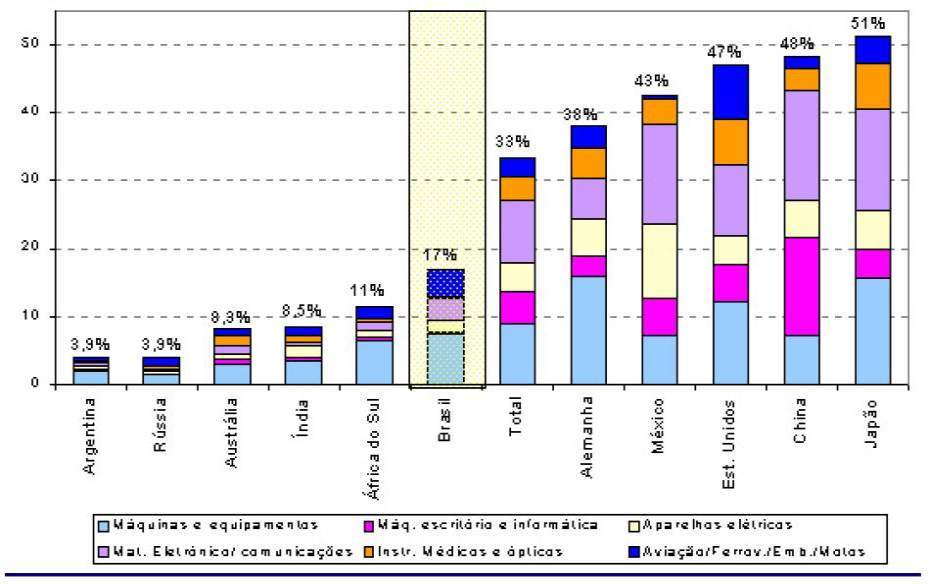 50
40
30
20
10
0
3,9%
3,9%
8,3%
8,5%
11%
17%
33%
38%
43%
47%
48%
51%
Argentina
Rússia
Austrália
Índia
África do Sul
Brasil
Total
Alemanha
México
Est. Unidos
China
Japão
Máquinas e equipamentos
Máq. escritório e informática
Aparelhos elétricos
Mat. Eletrônico/ comunicações
Instr. Médicos e ópticos
Aviação/Ferrov./Emb./Motos